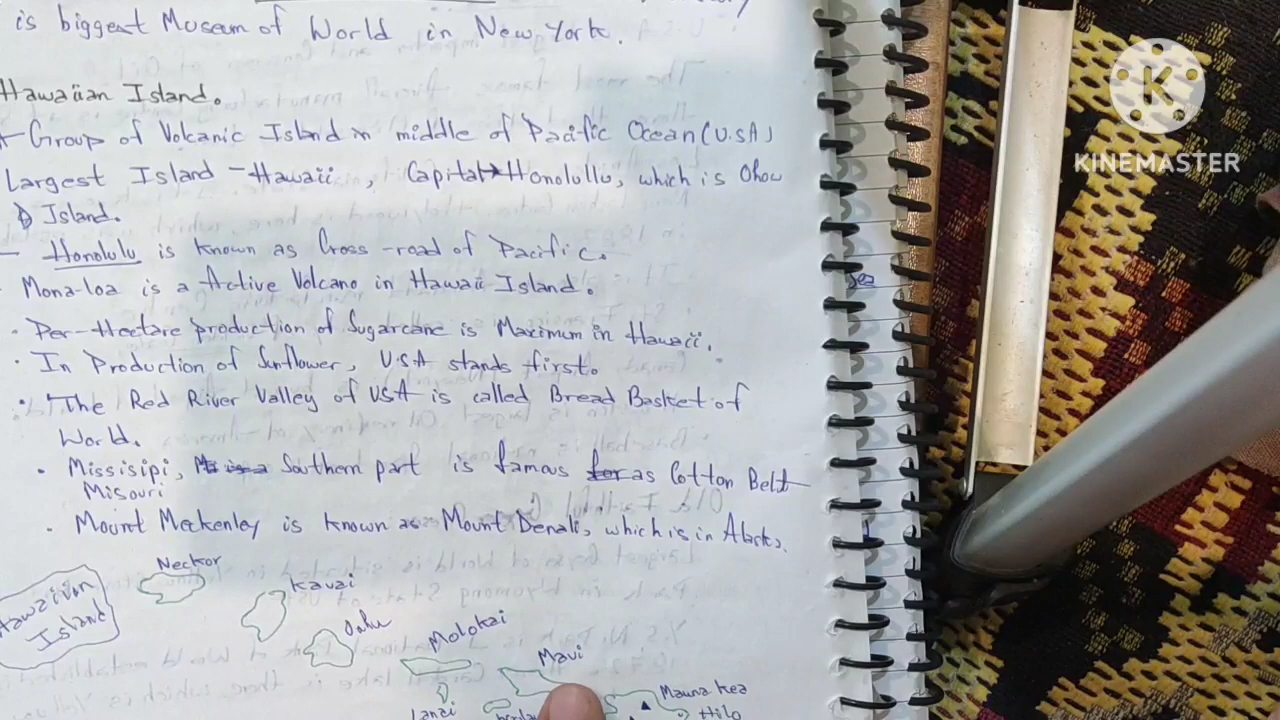 is biggest Museum of World in New York.
Hawaiian Island.
Group of Volcanic Island in middle of Pacific Ocean (U.S.A)
Largest Island - Hawaii, Capital → Honolullu, which is Ohow
Island.
- Honolulu is known as Cross-road of Pacific.
Mona-loa is a Active Volcano in Hawaii Island.
· Per-Hectare production of Sugarcane is Maximum in Hawaii.
· In Production of Sunflower, U.S.A stands first.
· The Red River Valley of USA is called Bread Basket of
World.
· Missisipi, Southern part is famous as Cotton Belt
Misouri
· Mount Meckenley is known as Mount Denali, which is in
Neckor
Kauai
Hawaiian
Island
Oahu
Molokai
Maui
Lanai
Mauna kea
Hilo
Sea
K
KINEMASTER